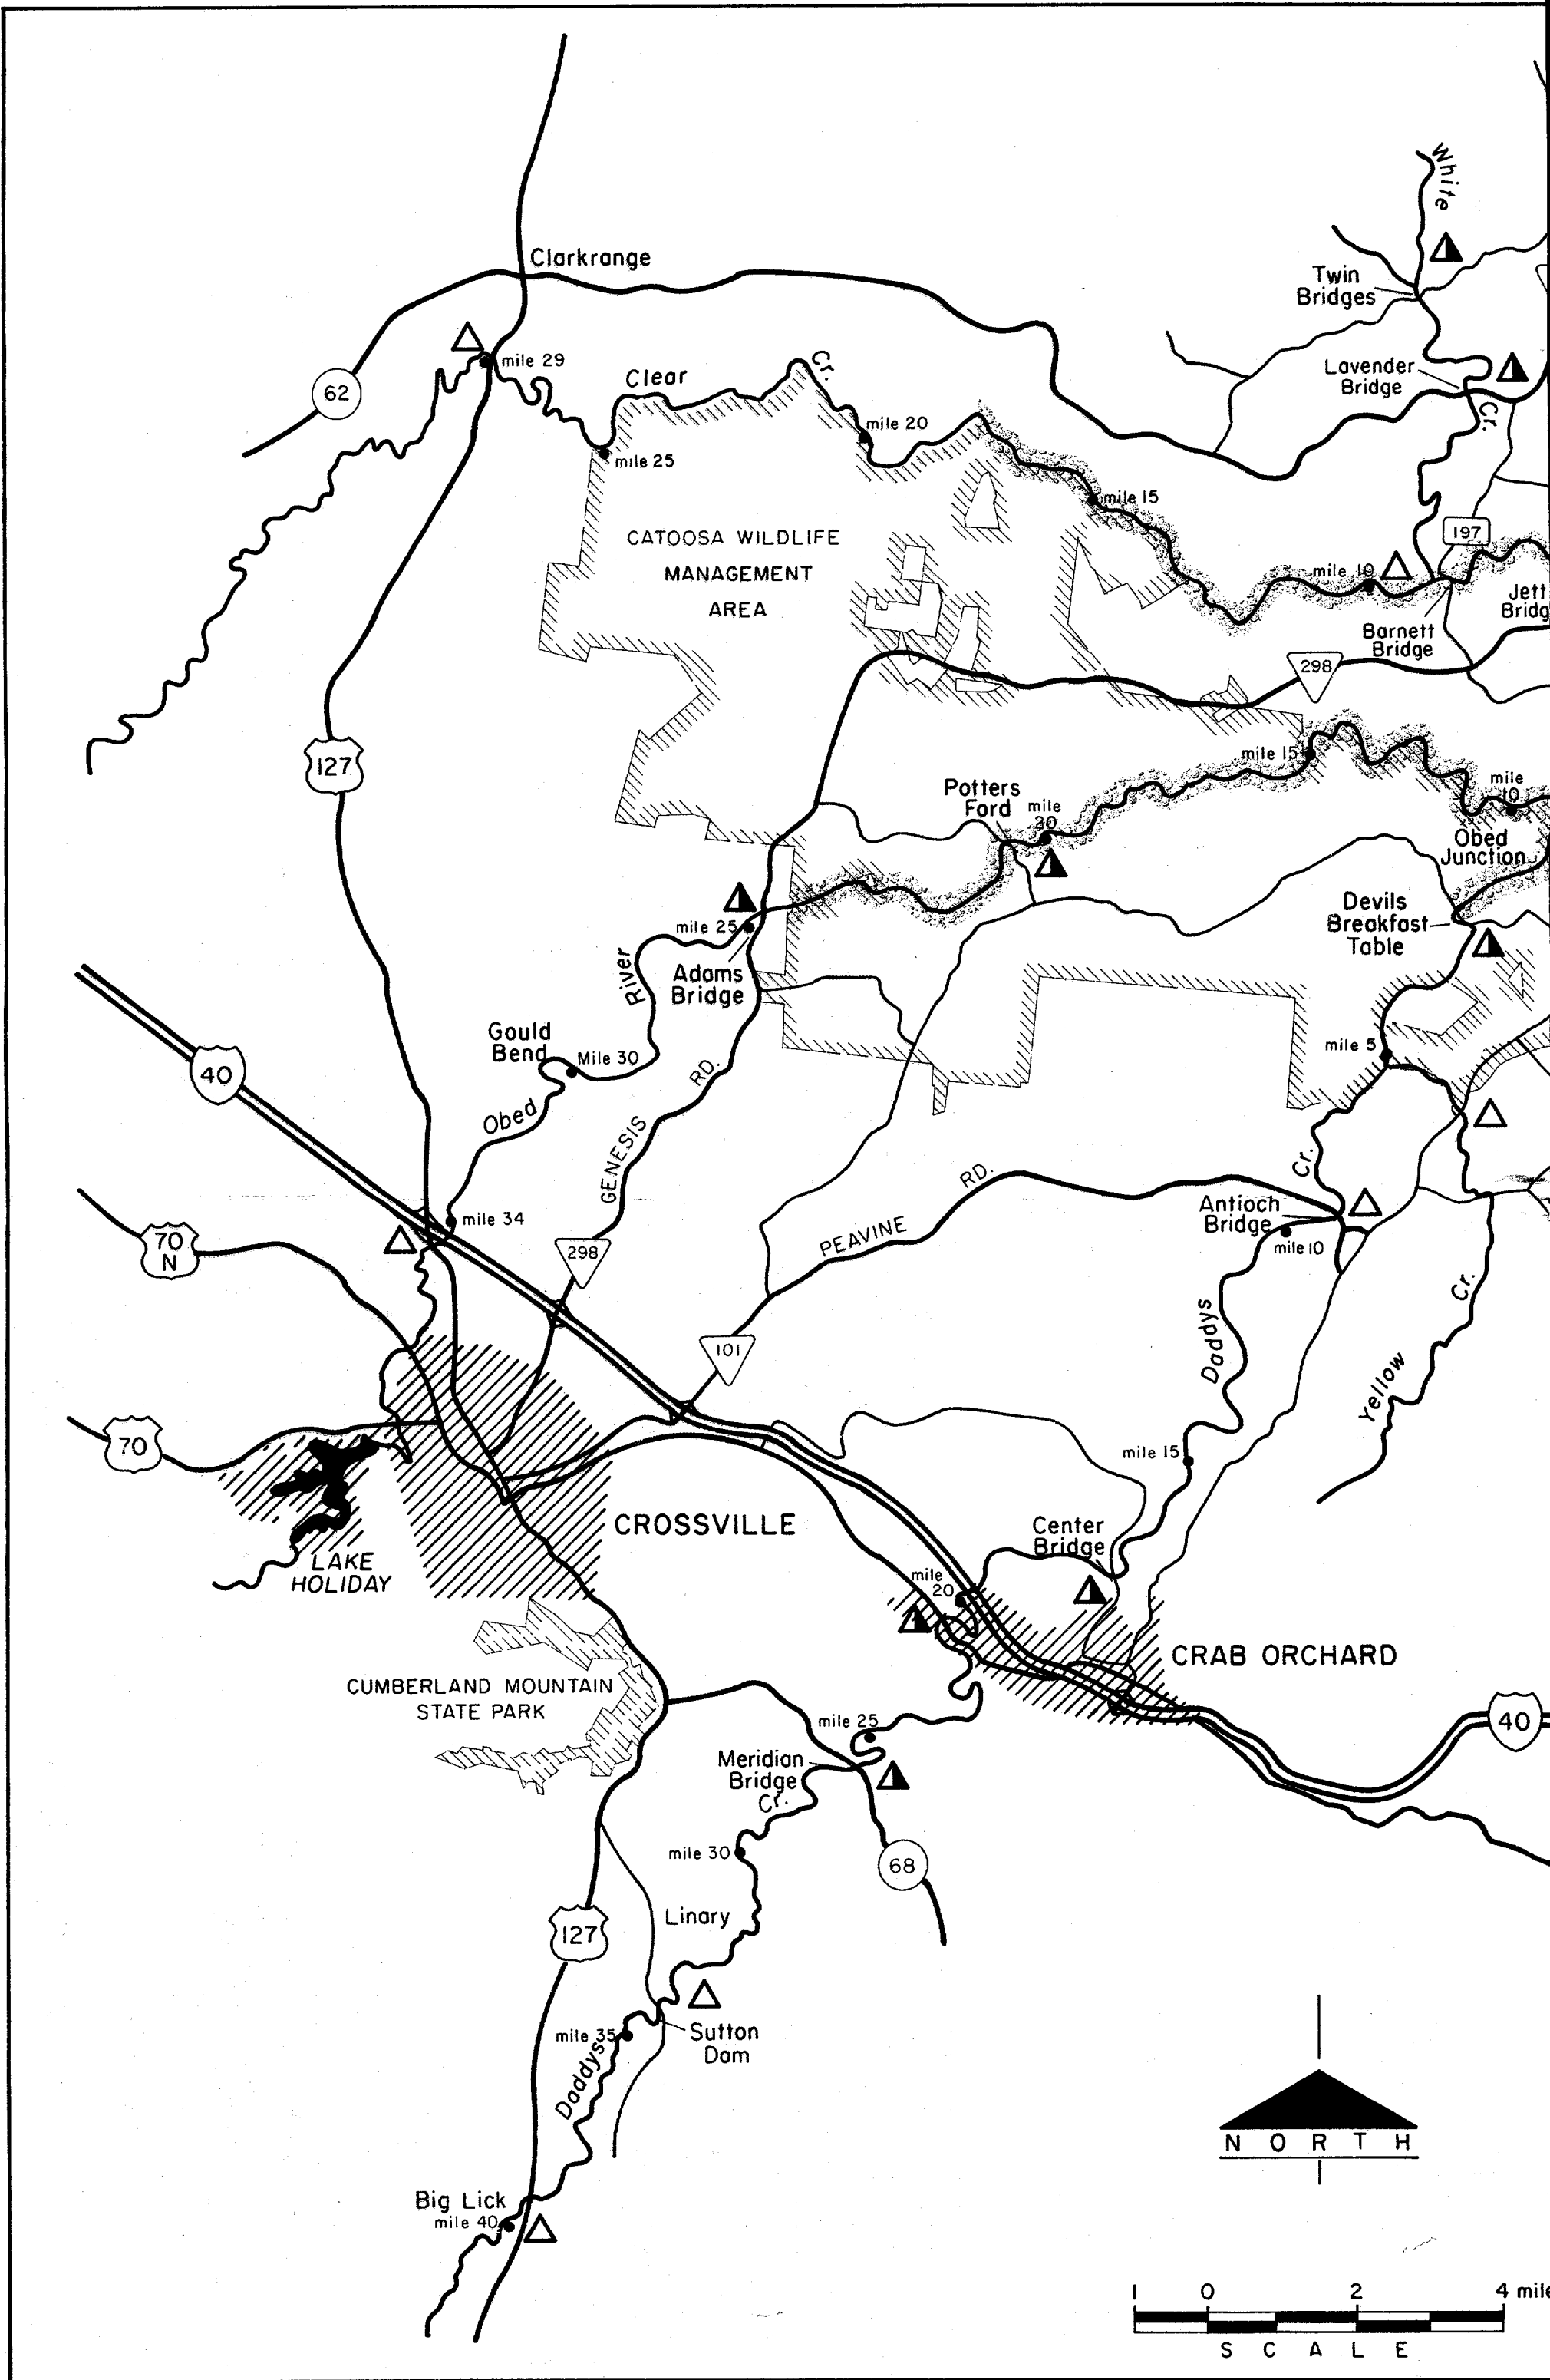 White
Clarkrange
Twin
Bridges
mile 29
Clear
Cr.
Lavender
Bridge
62
Cr.
mile 20
mile 25
mile 15
CATOOSA WILDLIFE
MANAGEMENT
AREA
197
mile 10
Jett
Bridg
Barnett
Bridge
298
127
mile 15
Potters
Ford
mile
20
mile
10
Obed
Junction
Devils
Breakfast
Table
mile 25
River
Adams
Bridge
Gould
Bend
Mile 30
mile 5
40
RD.
Obed
GENESIS
Cr.
RD.
mile 34
Antioch
Bridge
70
N
298
PEAVINE
mile 10
Cr.
Daddys
101
Yellow
70
mile 15
CROSSVILLE
Center
Bridge
LAKE
HOLIDAY
mile
20
CRAB ORCHARD
CUMBERLAND MOUNTAIN
STATE PARK
mile 25
40
Meridian
Bridge
Cr.
mile 30
68
Linary
127
mile 35
Sutton
Dam
Daddys
NORTH
Big Lick
mile 40
1 0 2 4 mile
SCALE